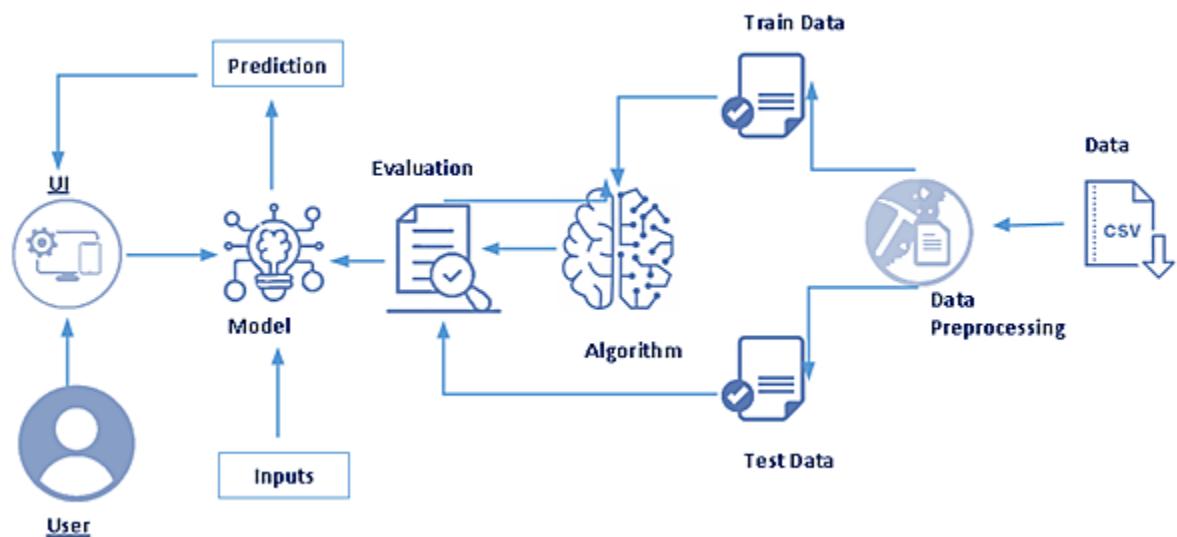 Train Data
Prediction
Data
Evaluation
UI
CSV
Data
Preprocessing
Model
Algorithm
Test Data
Inputs
User